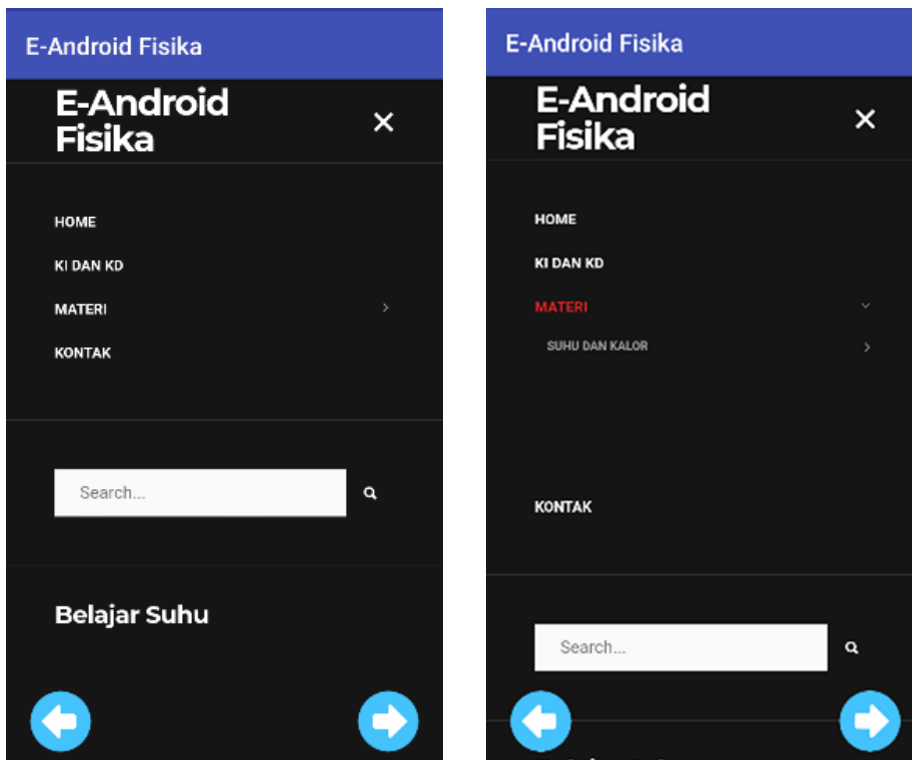 E-Android Fisika
E-Android
Fisika
HOME
KI DAN KD
MATERI
KONTAK
Search...
Belajar Suhu
E-Android Fisika
E-Android
Fisika
HOME
KI DAN KD
MATERI
SUHU DAN KALOR
KONTAK
Search...